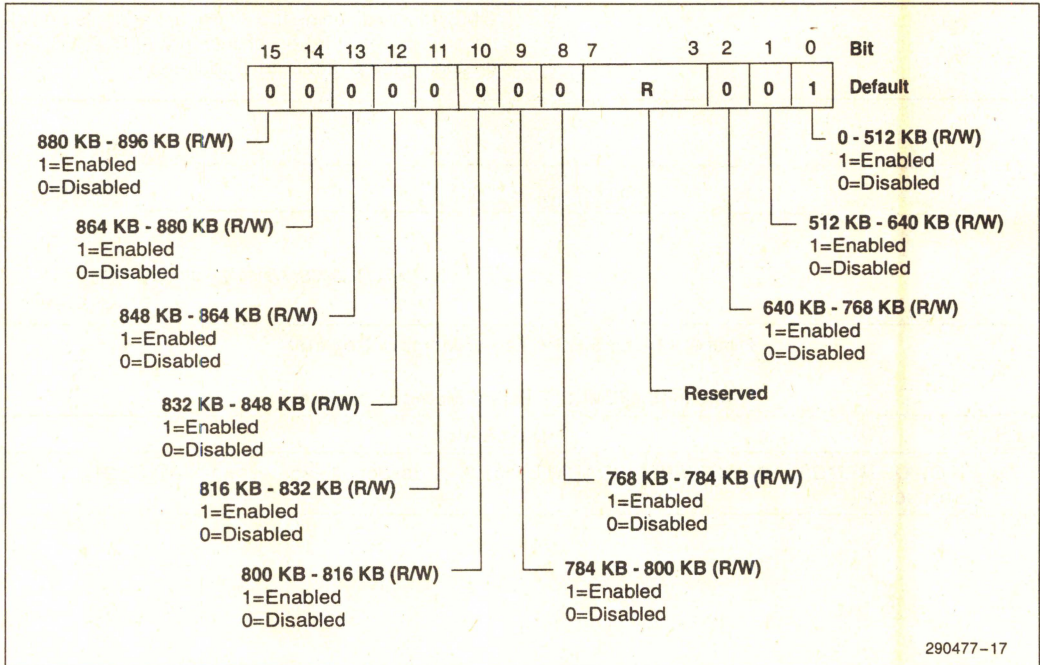 15 14 13 12 11 10 9 8 7 3 2 1 0 Bit
0 0 0 0 0 0 0 0 R 0 0 1 Default
880 KB - 896 KB (R/W)
1=Enabled
0=Disabled
864 KB - 880 KB (R/W)
1=Enabled
0=Disabled
848 KB - 864 KB (R/W)
1=Enabled
0=Disabled
832 KB - 848 KB (R/W)
1=Enabled
0=Disabled
816 KB - 832 KB (R/W)
1=Enabled
0=Disabled
800 KB - 816 KB (R/W)
1=Enabled
0=Disabled
0 - 512 KB (R/W)
1=Enabled
0=Disabled
512 KB - 640 KB (R/W)
1=Enabled
0=Disabled
640 KB - 768 KB (R/W)
1=Enabled
0=Disabled
Reserved
768 KB - 784 KB (R/W)
1=Enabled
0=Disabled
784 KB - 800 KB (R/W)
1=Enabled
0=Disabled
290477-17